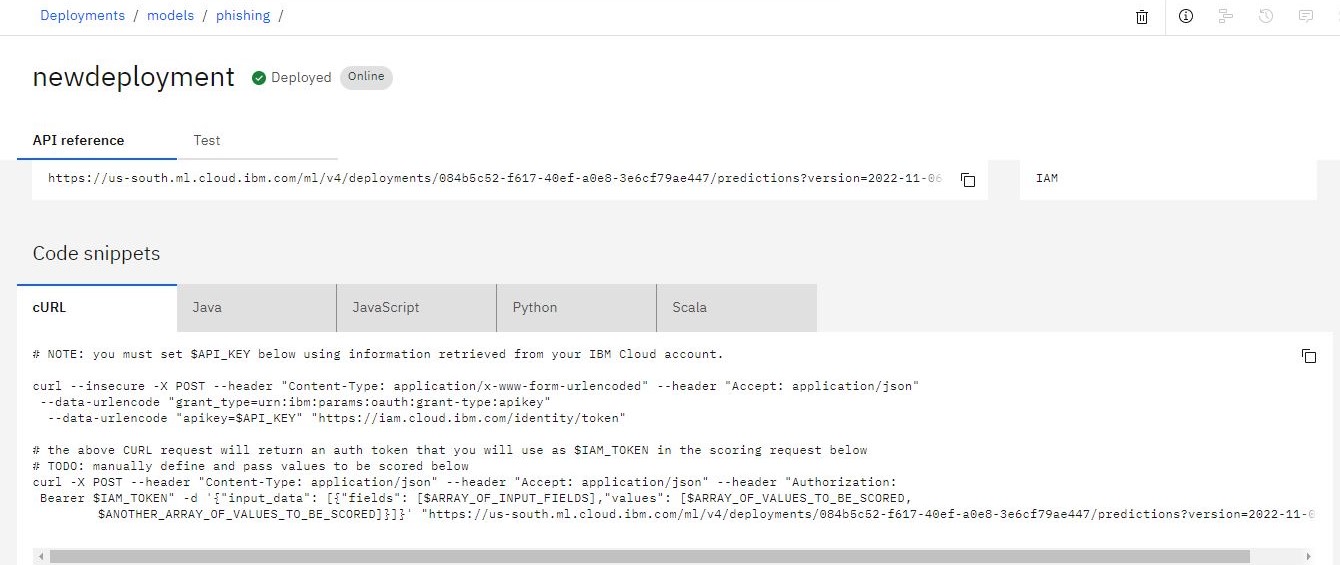 Deployments / models / phishing /
newdeployment Deployed Online
API reference Test
https://us-south.ml.cloud.ibm.com/ml/v4/deployments/084b5c52-f617-40ef-a0e8-3e6cf79ae447/predictions?version=2022-11-06 IAM
Code snippets
cURL Java JavaScript Python Scala
# NOTE: you must set $API_KEY below using information retrieved from your IBM Cloud account.
curl --insecure -X POST --header "Content-Type: application/x-www-form-urlencoded" --header "Accept: application/json"
--data-urlencode "grant_type=urn:ibm:params:oauth:grant-type:apikey"
--data-urlencode "apikey=$API_KEY" "https://iam.cloud.ibm.com/identity/token"
# the above CURL request will return an auth token that you will use as $IAM_TOKEN in the scoring request below
# TODO: manually define and pass values to be scored below
curl -X POST --header "Content-Type: application/json" --header "Accept: application/json" --header "Authorization:
Bearer $IAM_TOKEN" -d '{"input_data": [{"fields": [$ARRAY_OF_INPUT_FIELDS],"values": [$ARRAY_OF_VALUES_TO_BE_SCORED,
$ANOTHER_ARRAY_OF_VALUES_TO_BE_SCORED]}]}' "https://us-south.ml.cloud.ibm.com/ml/v4/deployments/084b5c52-f617-40ef-a0e8-3e6cf79ae447/predictions?version=2022-11-0